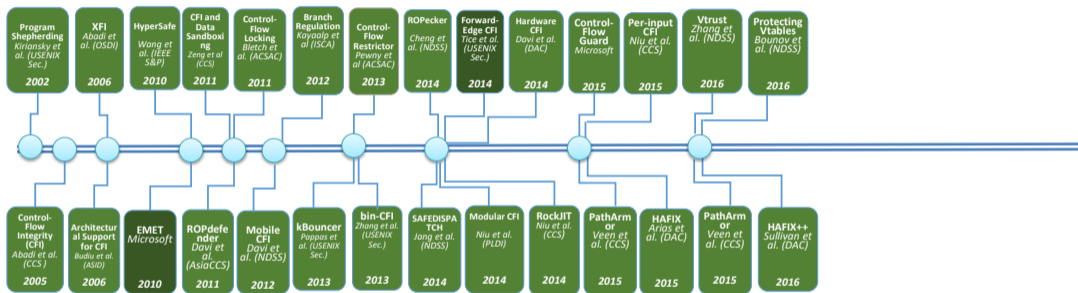 Program
Shepherding
Kiriansky
et al. (USENIX
Sec.)
2002
XFI
Abadi et
al. (OSDI)
2006
HyperSafe
Wang et
al. (IEEE
S&P)
2010
CFI and
Data
Sandboxi
ng
Zeng et al
(CCS)
2011
Control-
Flow Locking
Bletch et al.
(ACSAC)
2011
Branch
Regulation
Kayaalp et
al (ISCA)
2012
Control-
Flow
Restrictor
Pewny et
al (ACSAC)
2013
ROPecker
Cheng et al.
(NDSS)
2014
Forward-
Edge CFI
Tice et al.
(USENIX
Sec.)
2014
Hardware
CFI
Davi et al.
(DAC)
2014
Control-
Flow
Guard
Microsoft
2015
Per-input
CFI
Niu et al.
(CCS)
2015
Vtrust
Zhang et
al. (NDSS)
2016
Protecting
Vtables
Bounov et
al. (NDSS)
2016
Control-
Flow
Integrity
(CFI)
Abadi et al.
(CCS )
2005
Architectur
al Support
for CFI
Budiu et al.
(ASID)
2006
EMET
Microsoft
2010
ROPdefe
nder
Davi et al.
(AsiaCCS)
2011
Mobile
CFI
Davi et
al. (NDSS)
2012
kBouncer
Pappas et
al. (USENIX
Sec.)
2013
bin-CFI
Zhang et al.
(USENIX
Sec.)
2013
SAFEDISPA
TCH
Jang et al.
(NDSS)
2014
Modular CFI
Niu et al.
(PLDI)
2014
RockJIT
Niu et al.
(CCS)
2014
PathArm
or
Veen et
al. (CCS)
2015
HAFIX
Arias et
al. (DAC)
2015
PathArm
or
Veen et
al. (CCS)
2015
HAFIX++
Sullivan et
al. (DAC)
2016